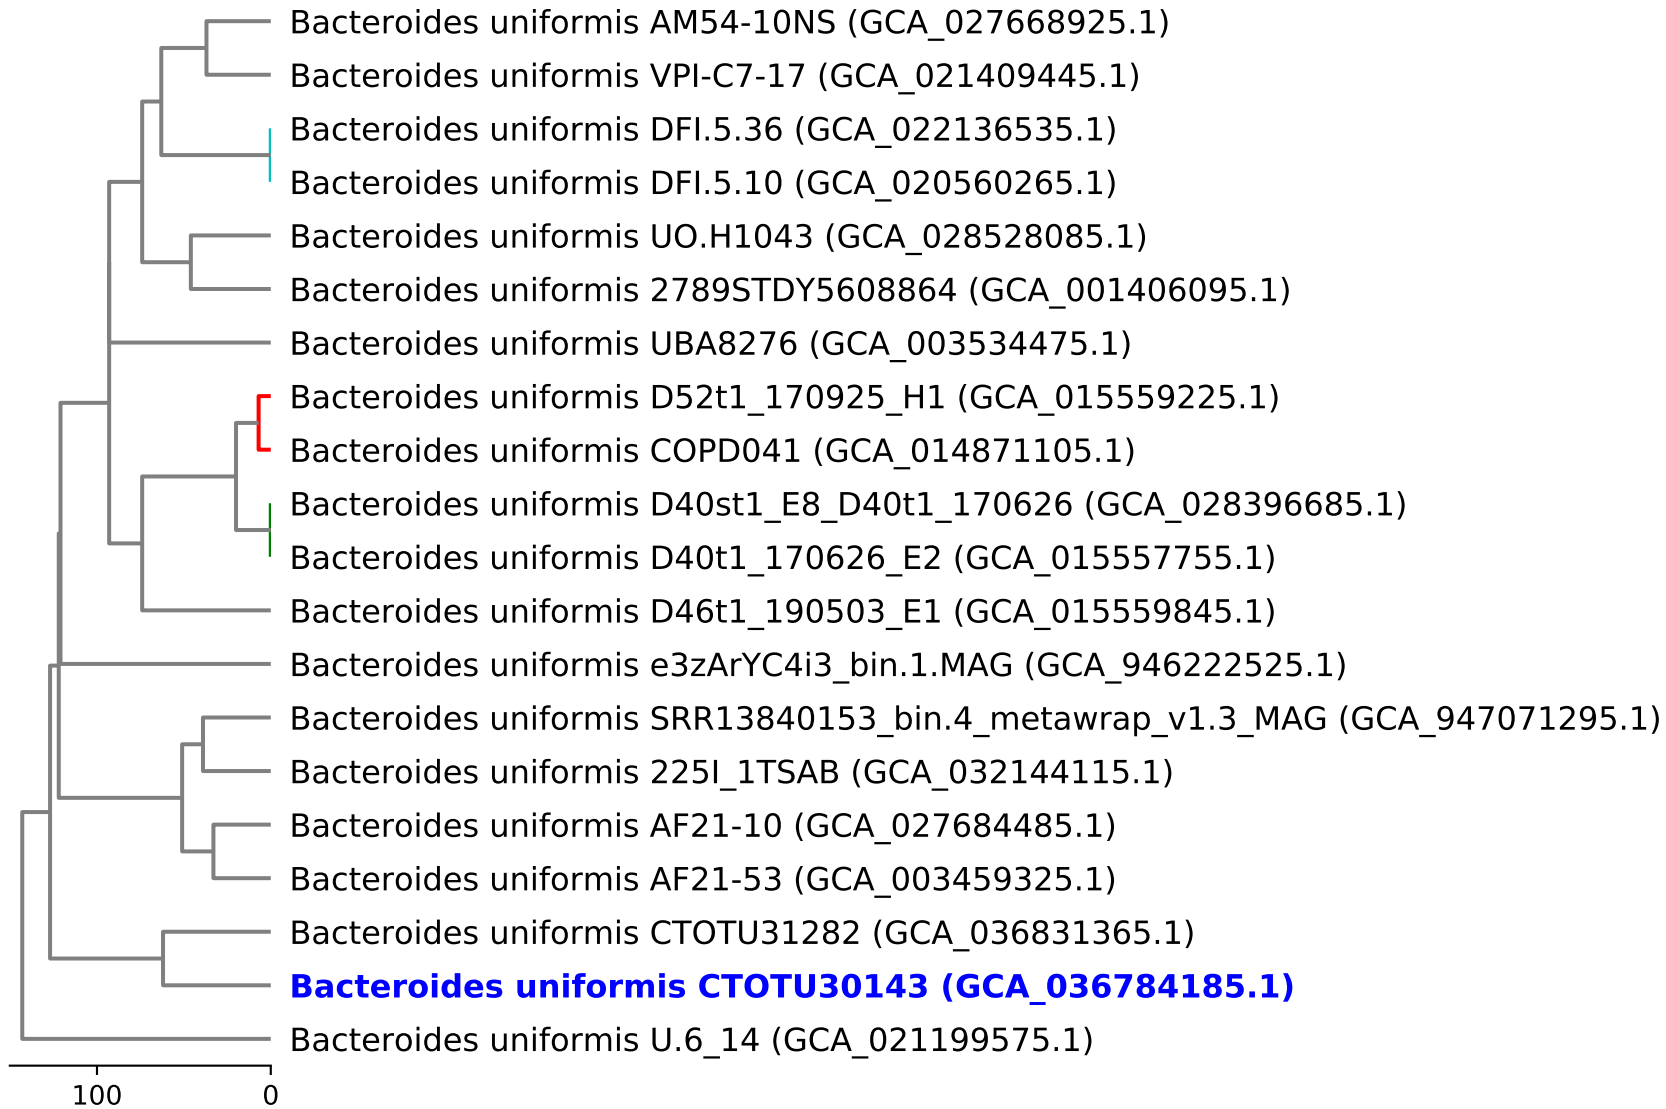 Bacteroides uniformis AM54-10NS (GCA_027668925.1)
Bacteroides uniformis VPI-C7-17 (GCA_021409445.1)
Bacteroides uniformis DFI.5.36 (GCA_022136535.1)
Bacteroides uniformis DFI.5.10 (GCA_020560265.1)
Bacteroides uniformis UO.H1043 (GCA_028528085.1)
Bacteroides uniformis 2789STDY5608864 (GCA_001406095.1)
Bacteroides uniformis UBA8276 (GCA_003534475.1)
Bacteroides uniformis D52t1_170925_H1 (GCA_015559225.1)
Bacteroides uniformis COPD041 (GCA_014871105.1)
Bacteroides uniformis D40st1_E8_D40t1_170626 (GCA_028396685.1)
Bacteroides uniformis D40t1_170626_E2 (GCA_015557755.1)
Bacteroides uniformis D46t1_190503_E1 (GCA_015559845.1)
Bacteroides uniformis e3zArYC4i3_bin.1.MAG (GCA_946222525.1)
Bacteroides uniformis SRR13840153_bin.4_metawrap_v1.3_MAG (GCA_947071295.1)
Bacteroides uniformis 225I_1TSAB (GCA_032144115.1)
Bacteroides uniformis AF21-10 (GCA_027684485.1)
Bacteroides uniformis AF21-53 (GCA_003459325.1)
Bacteroides uniformis CTOTU31282 (GCA_036831365.1)
Bacteroides uniformis CTOTU30143 (GCA_036784185.1)
Bacteroides uniformis U.6_14 (GCA_021199575.1)
100 0